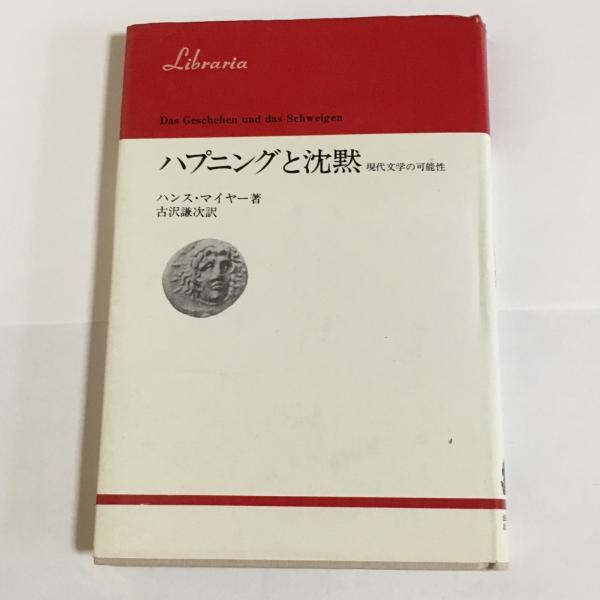 Libraria
Das Geschehen und das Schweigen
ハプニングと沈黙 現代文学の可能性
ハンス・マイヤー著
古沢謙次訳